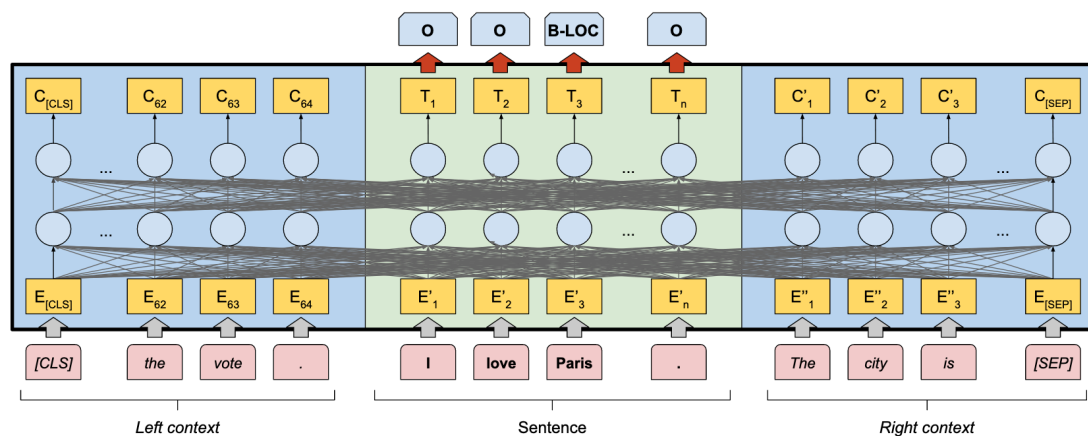 O O B-LOC O
C[CLS] C62 C63 C64 T1 T2 T3 Tn C'1 C'2 C'3 C[SEP]
... ... ...
... ... ...
E[CLS] E62 E63 E64 E'1 E'2 E'3 E'n E''1 E''2 E''3 E[SEP]
[CLS] the vote . I love Paris . The city is [SEP]
Left context Sentence Right context